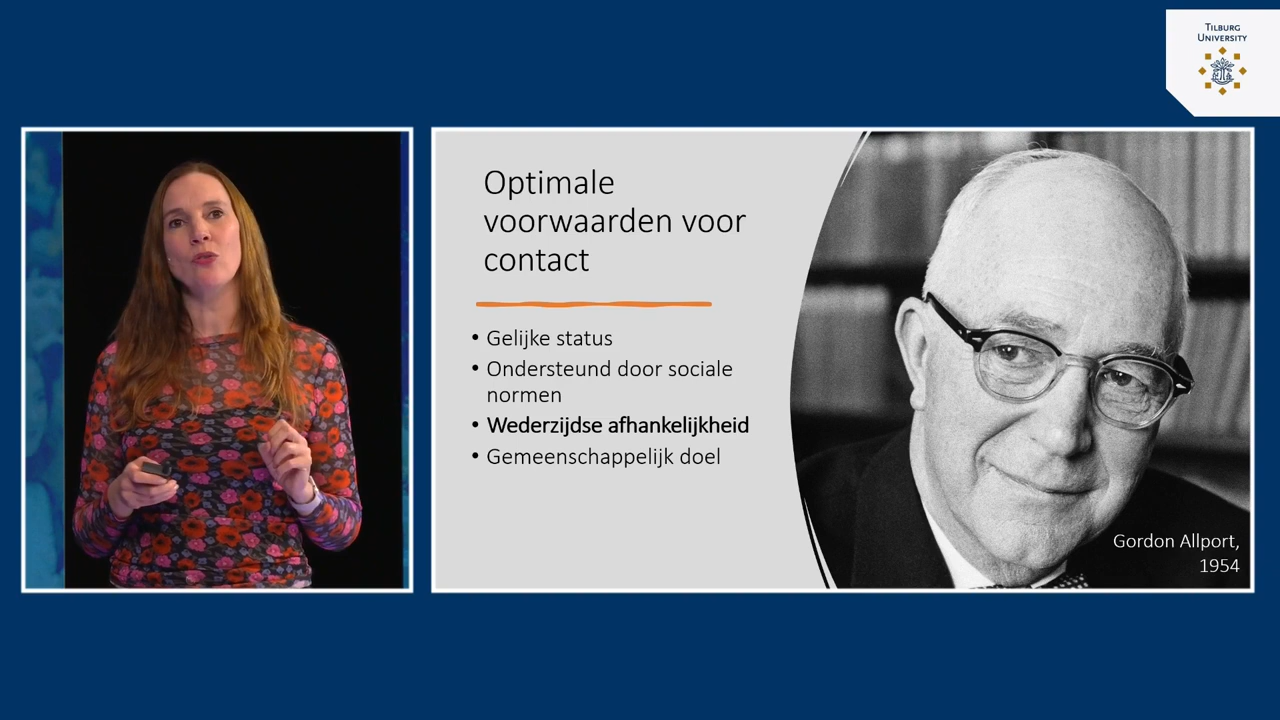 TILBURG
UNIVERSITY
Optimale
voorwaarden voor
contact
• Gelijke status
• Ondersteund door sociale
normen
• Wederzijdse afhankelijkheid
• Gemeenschappelijk doel
Gordon Allport,
1954